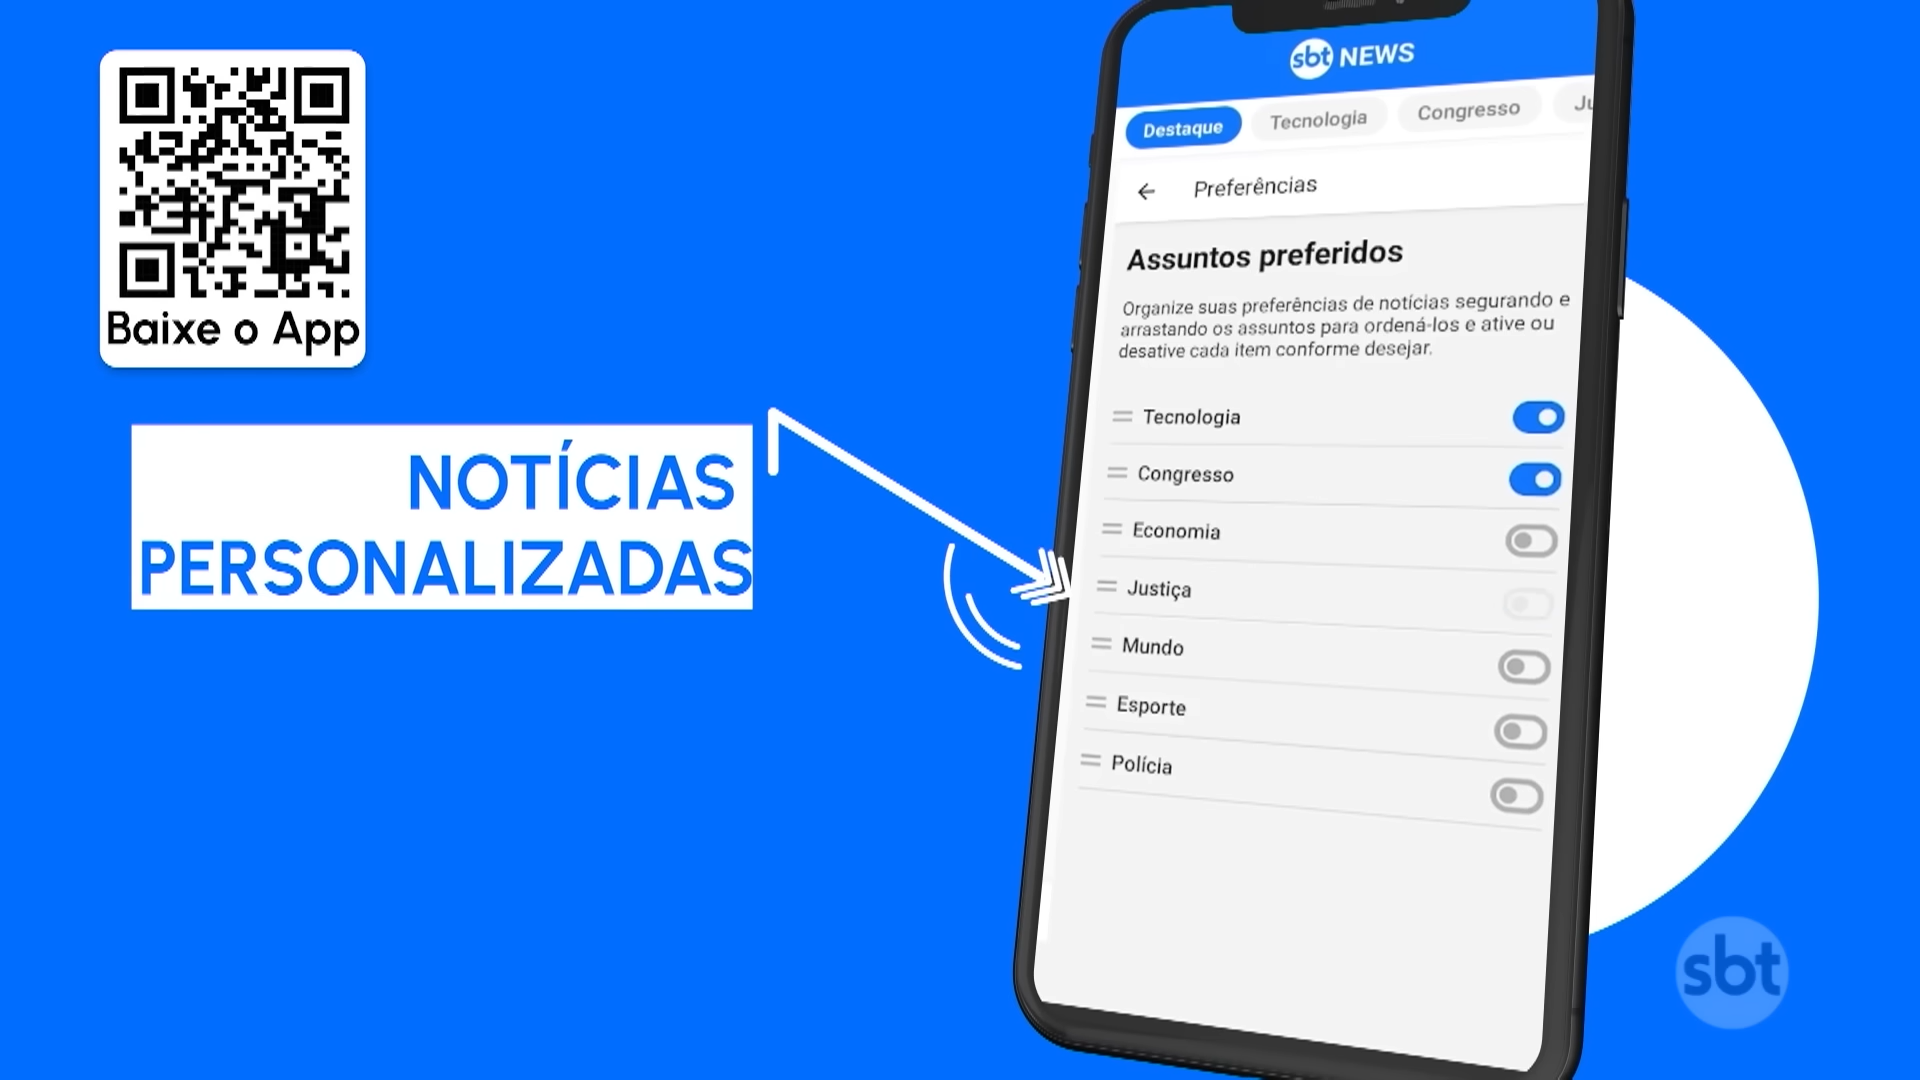 Baixe o App
NOTÍCIAS
PERSONALIZADAS
sbt NEWS
Destaque
Tecnologia
Congresso
Ju
Preferências
Assuntos preferidos
Organize suas preferências de notícias segurando e
arrastando os assuntos para ordená-los e ative ou
desative cada item conforme desejar.
Tecnologia
Congresso
Economia
Justiça
Mundo
Esporte
Polícia
sbt